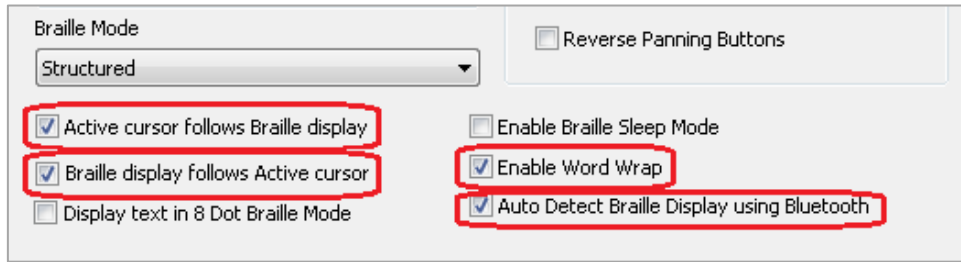 Braille Mode
Structured
Reverse Panning Buttons
Active cursor follows Braille display
Braille display follows Active cursor
Display text in 8 Dot Braille Mode
Enable Braille Sleep Mode
Enable Word Wrap
Auto Detect Braille Display using Bluetooth